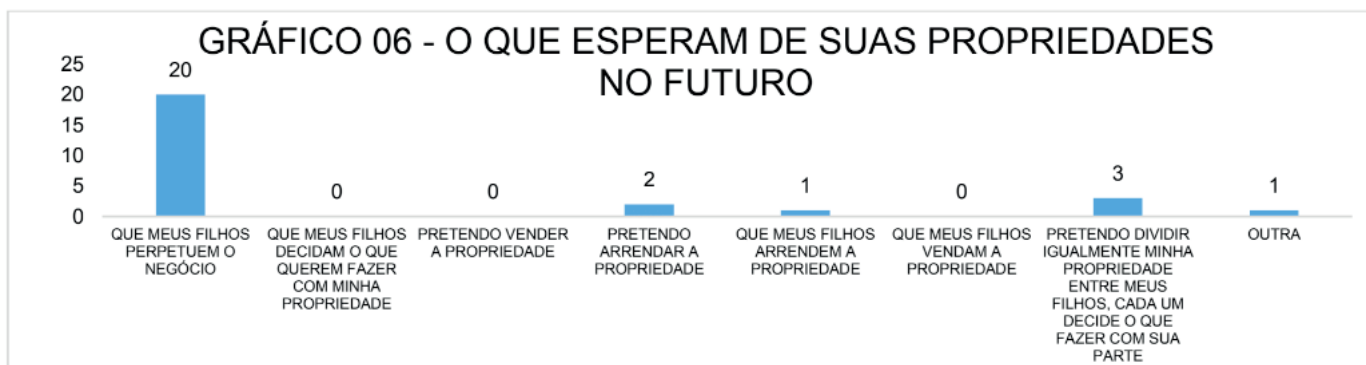 GRÁFICO 06 - O QUE ESPERAM DE SUAS PROPRIEDADES
NO FUTURO
25
20
15
10
5
0
20
0
0
2
1
0
3
1
QUE MEUS FILHOS
PERPETUEM O
NEGÓCIO
QUE MEUS FILHOS
DECIDAM O QUE
QUEREM FAZER
COM MINHA
PROPRIEDADE
PRETENDO VENDER
A PROPRIEDADE
PRETENDO
ARRENDAR A
PROPRIEDADE
QUE MEUS FILHOS
ARRENDEM A
PROPRIEDADE
QUE MEUS FILHOS
VENDAM A
PROPRIEDADE
PRETENDO DIVIDIR
IGUALMENTE MINHA
PROPRIEDADE
ENTRE MEUS
FILHOS, CADA UM
DECIDE O QUE
FAZER COM SUA
PARTE
OUTRA